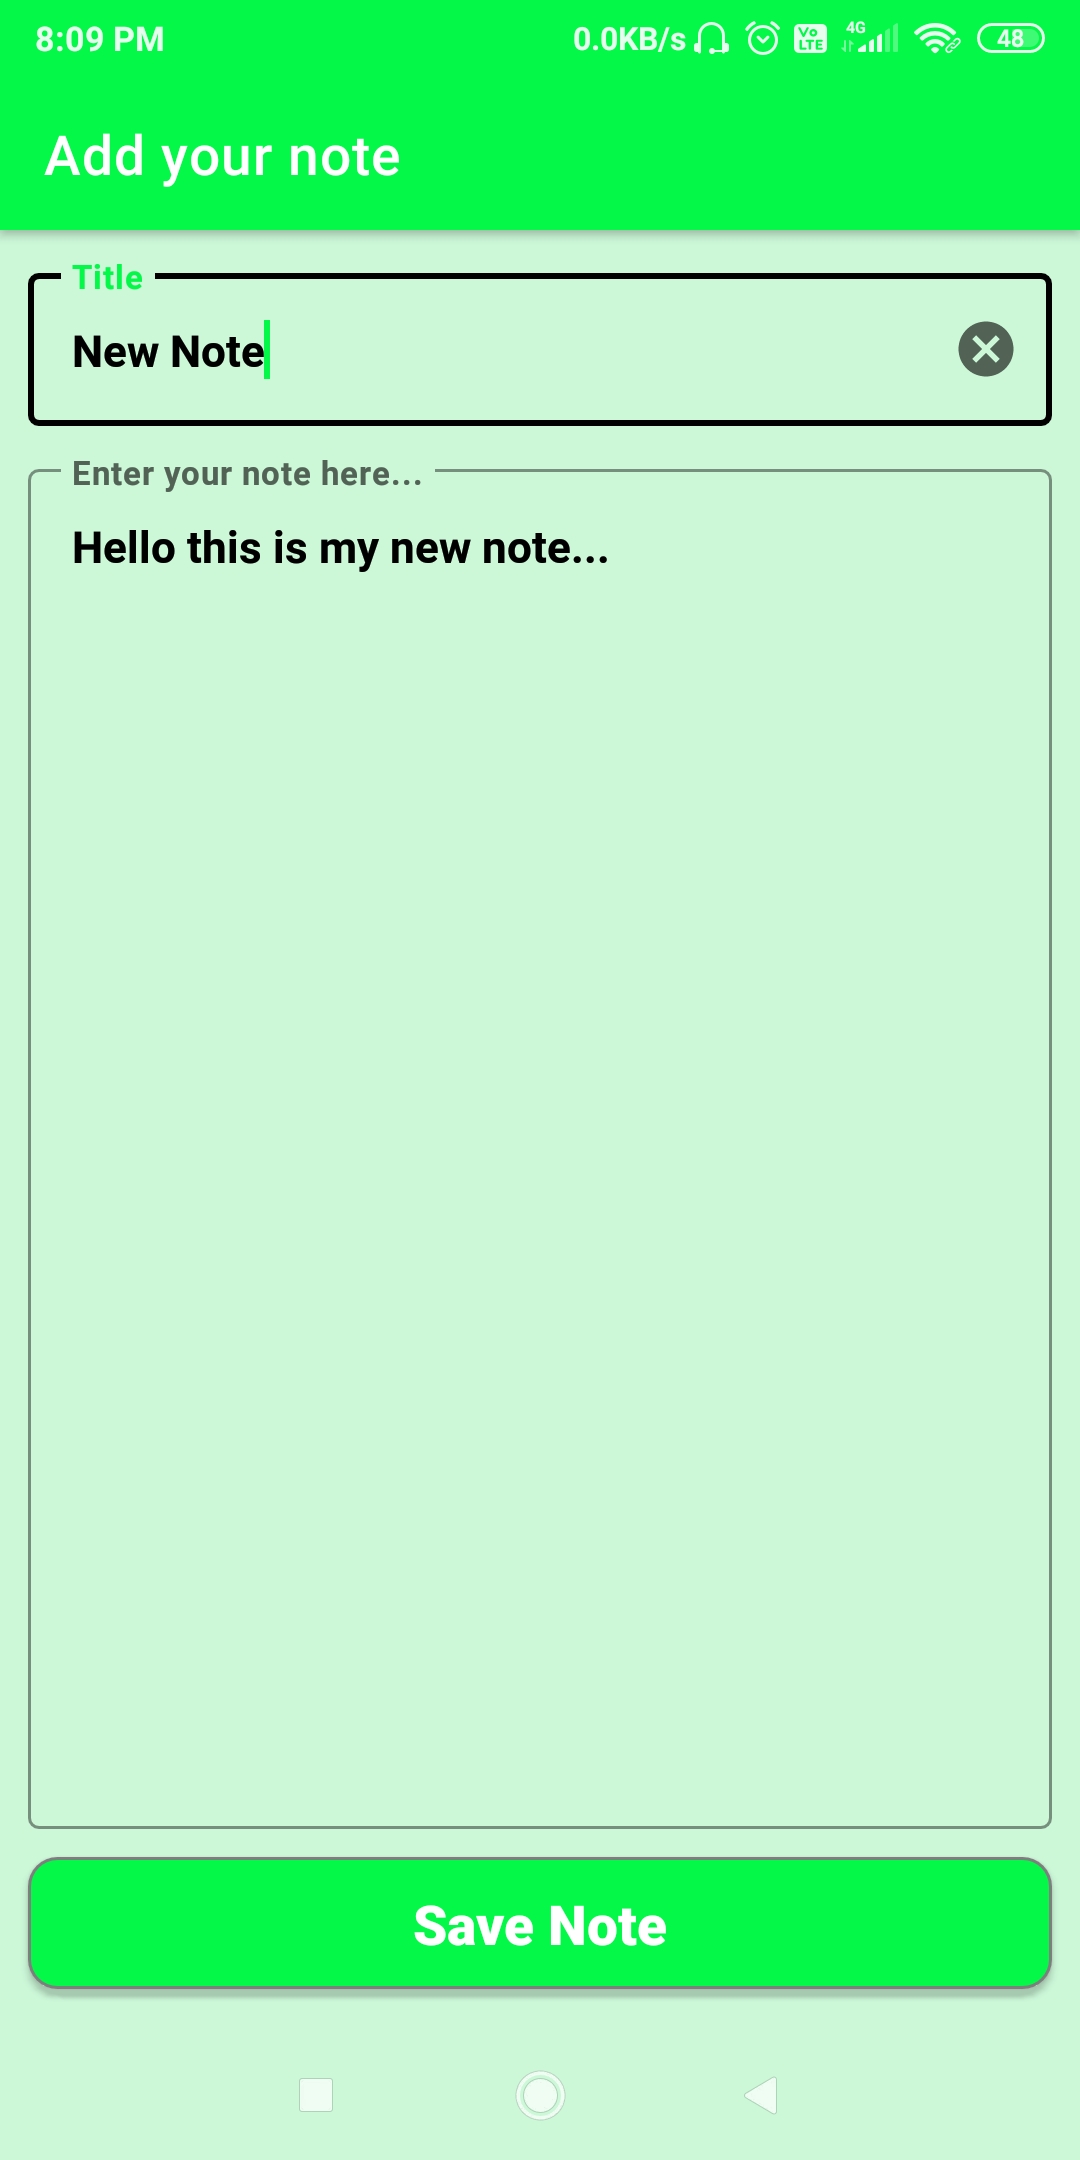 8:09 PM 0.0KB/s Vo LTE 4G 48
Add your note
Title
New Note
Enter your note here...
Hello this is my new note...
Save Note